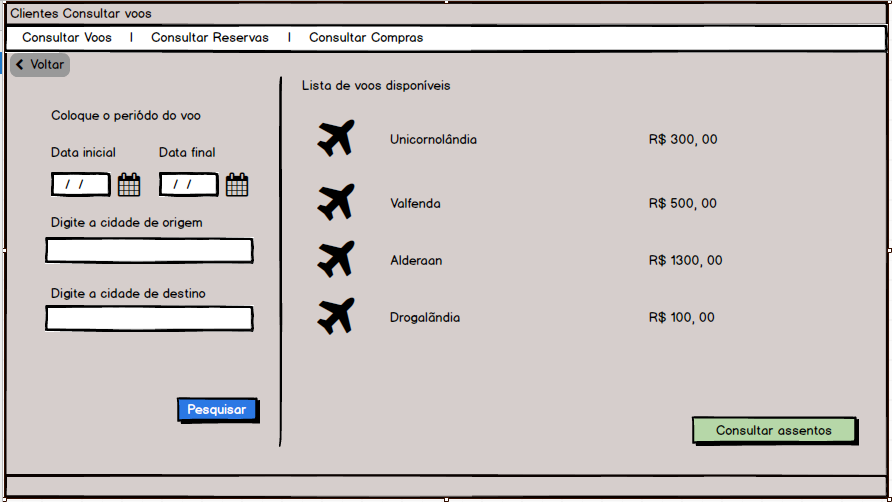 Clientes Consultar voos
Consultar Voos | Consultar Reservas | Consultar Compras
Voltar
Coloque o periódo do voo
Data inicial Data final
/ / / /
Digite a cidade de origem
Digite a cidade de destino
Pesquisar
Lista de voos disponíveis
Unicornolândia R$ 300, 00
Valfenda R$ 500, 00
Alderaan R$ 1300, 00
Drogalãndia R$ 100, 00
Consultar assentos